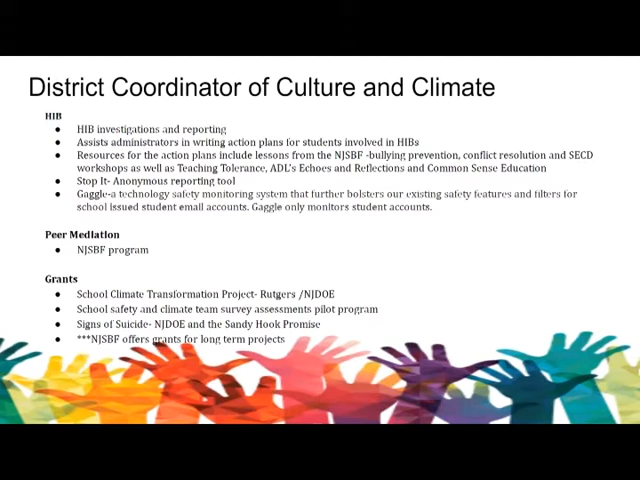 District Coordinator of Culture and Climate
HIB
● HIB investigations and reporting
● Assists administrators in writing action plans for students involved in HIBs
● Resources for the action plans include lessons from the NJSBF -bullying prevention, conflict resolution and SECD
workshops as well as Teaching Tolerance, ADL's Echoes and Reflections and Common Sense Education
● Stop It- Anonymous reporting tool
● Gaggle-a technology safety monitoring system that further bolsters our existing safety features and filters for
school issued student email accounts. Gaggle only monitors student accounts.
Peer Mediation
● NJSBF program
Grants
● School Climate Transformation Project- Rutgers /NJDOE
● School safety and climate team survey assessments pilot program
● Signs of Suicide- NJDOE and the Sandy Hook Promise
● ***NJSBF offers grants for long term projects